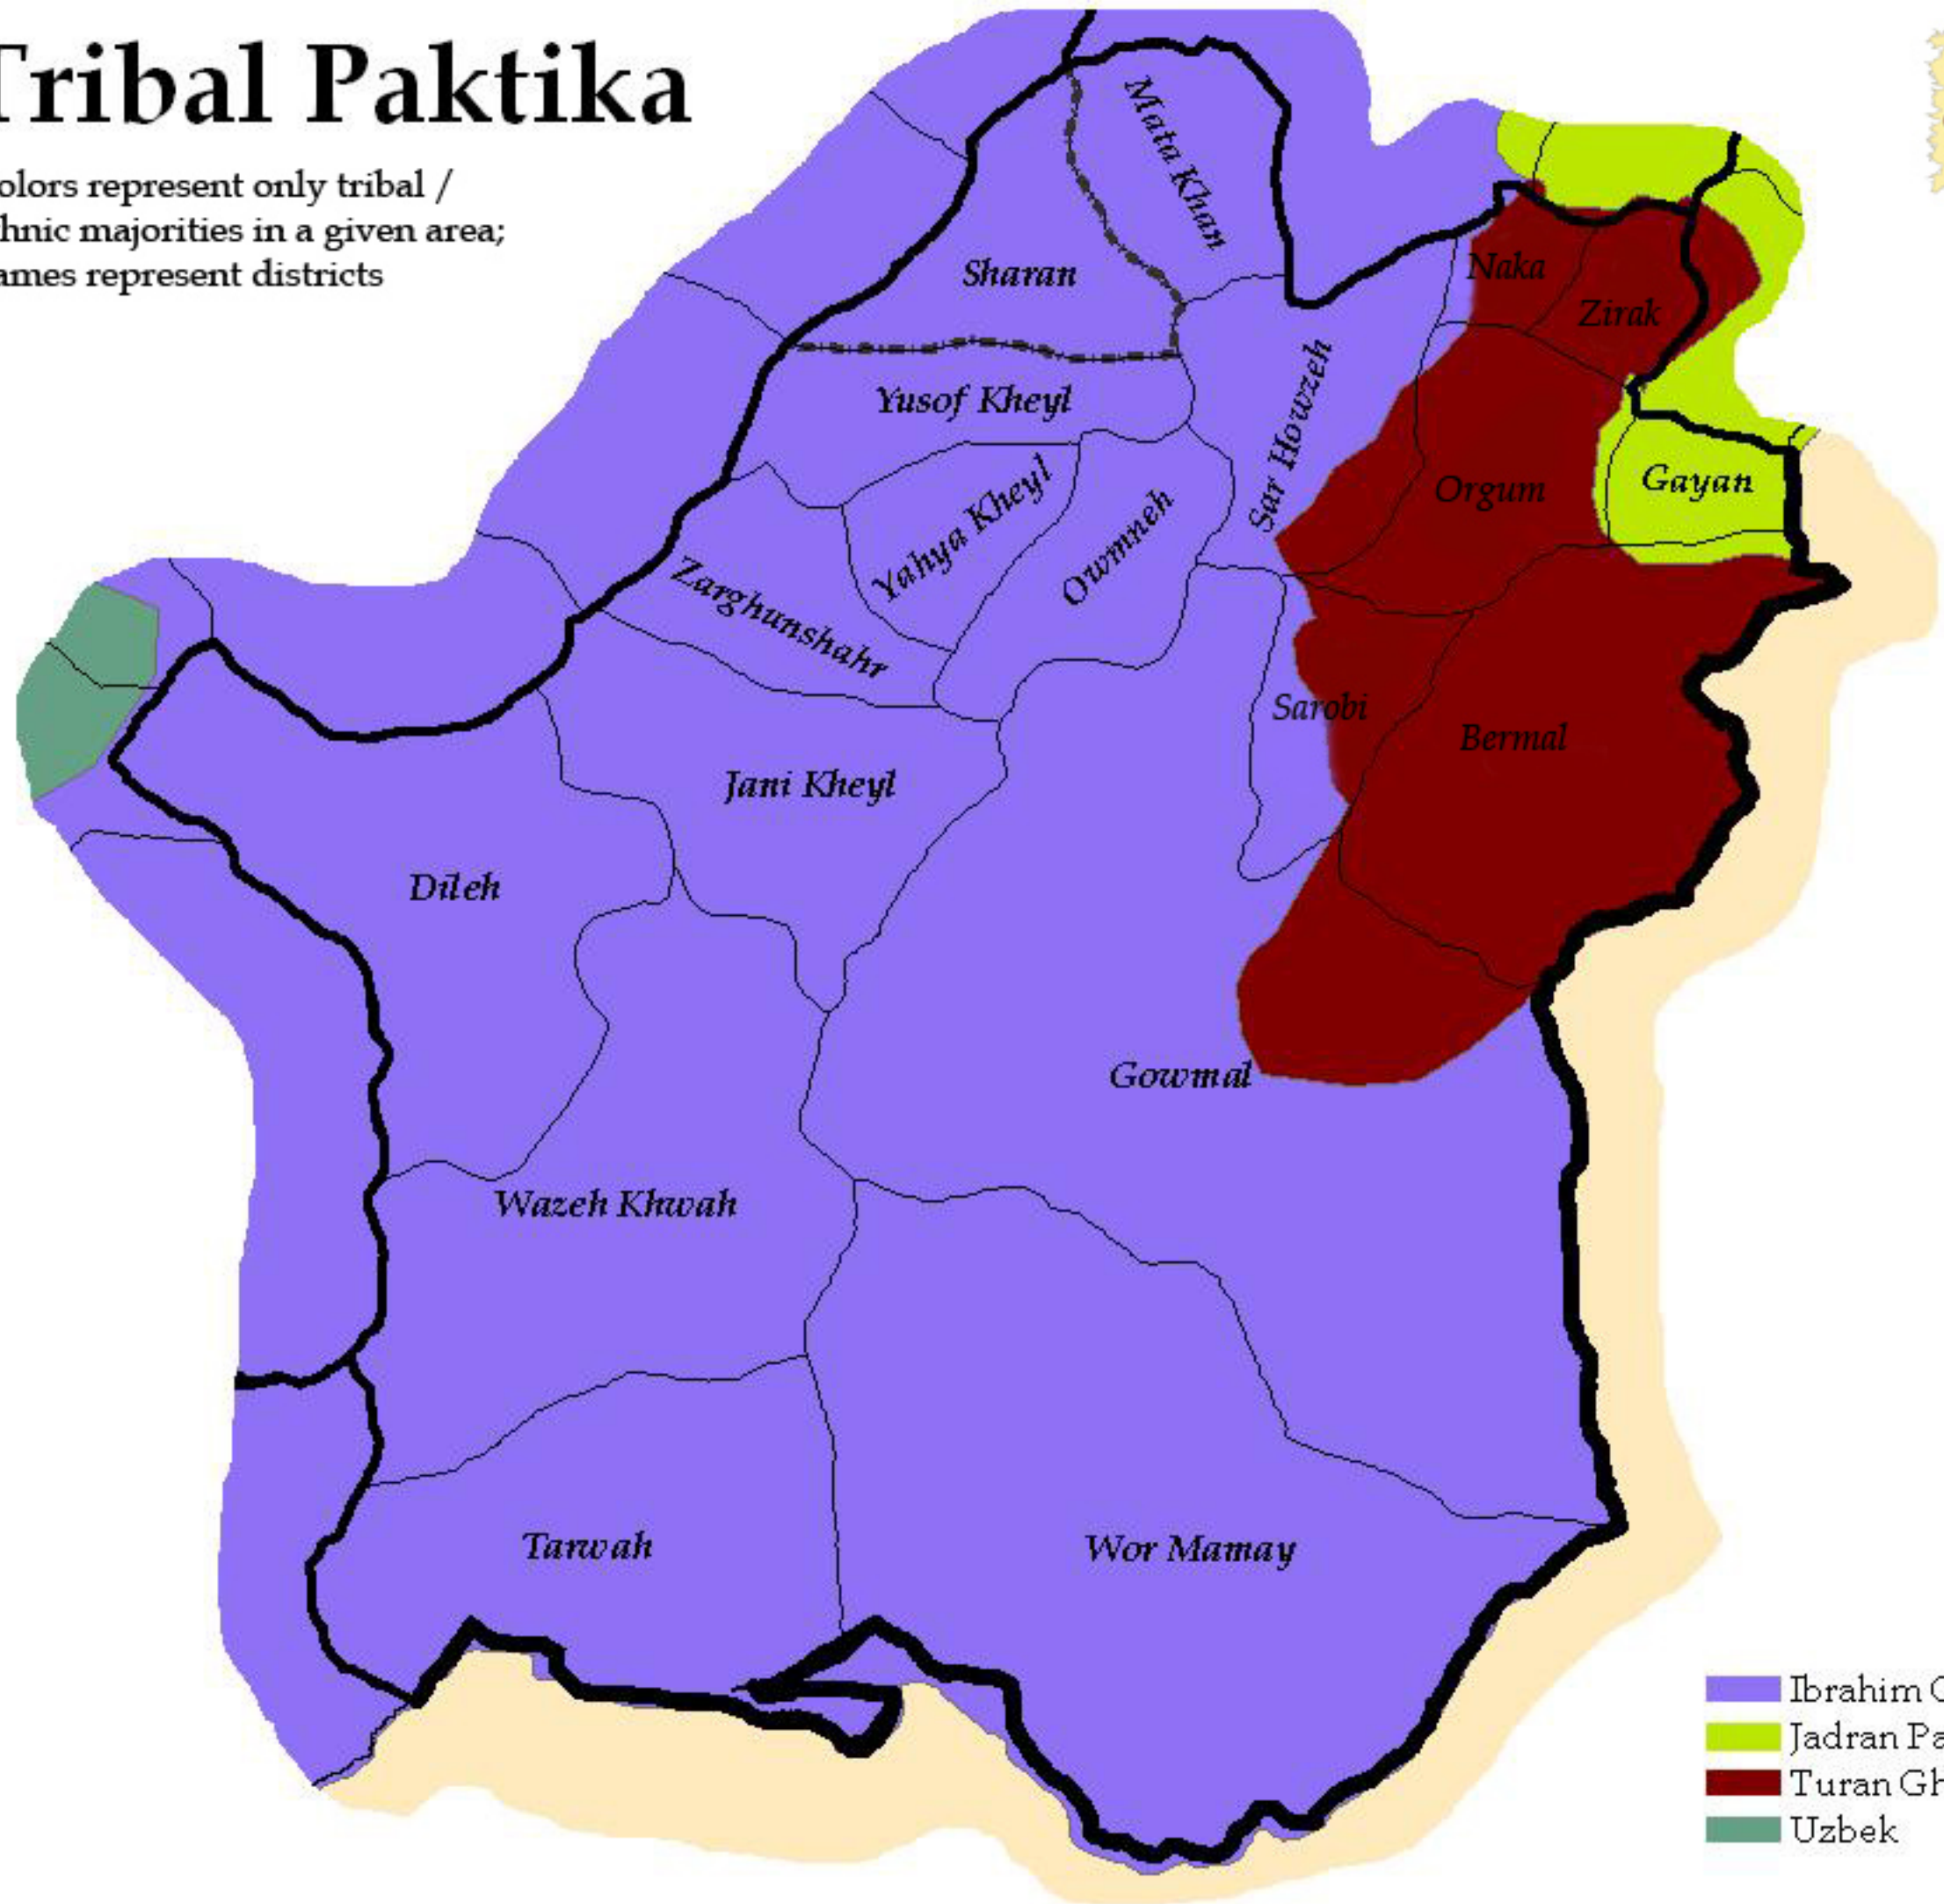 Tribal Paktika
olors represent only tribal /
hnic majorities in a given area;
ames represent districts
Mata Khan
Sharan
Naka
Zirak
Yusof Kheyl
Sar Howzeh
Yahya Kheyl
Owmneh
Orgum
Gayan
Zarghunshahr
Sarobi
Bermal
Jani Kheyl
Dileh
Gowmal
Wazeh Khwah
Tarwah
Wor Mamay
Ibrahim G
Jadran Pa
Turan Gh
Uzbek